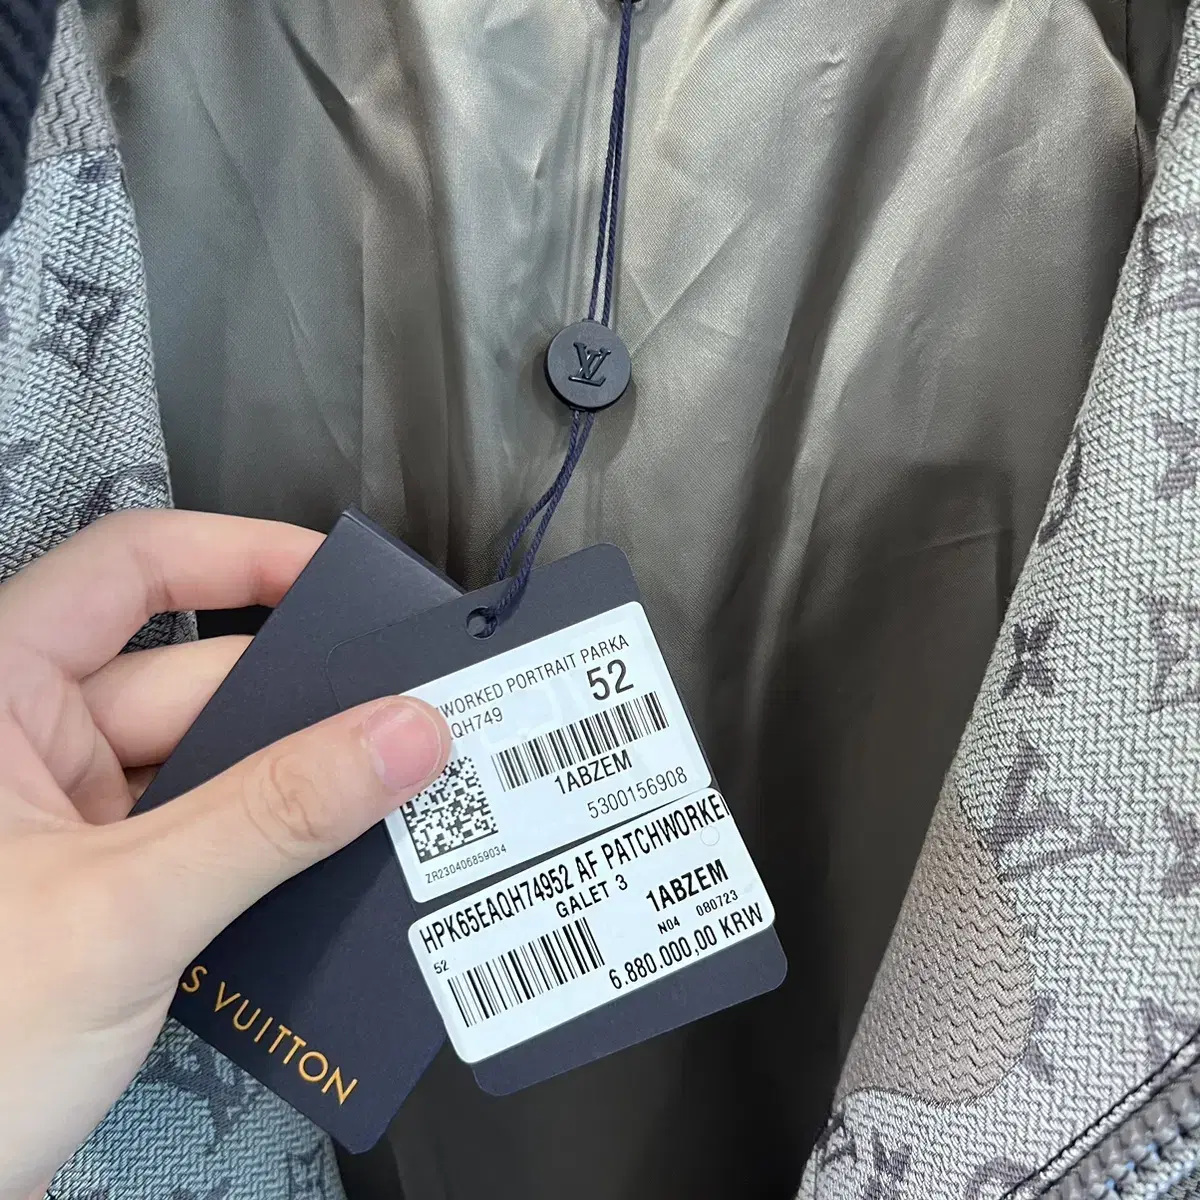 LV
WORKED PORTRAIT PARKA
QH749
52
1ABZEM
5300156908
ZR230406859034
HPK65EAQH74952 AF PATCHWORKE
GALET 3
1ABZEM
52
N04 080723
6.880.000,00 KRW
S VUITTON